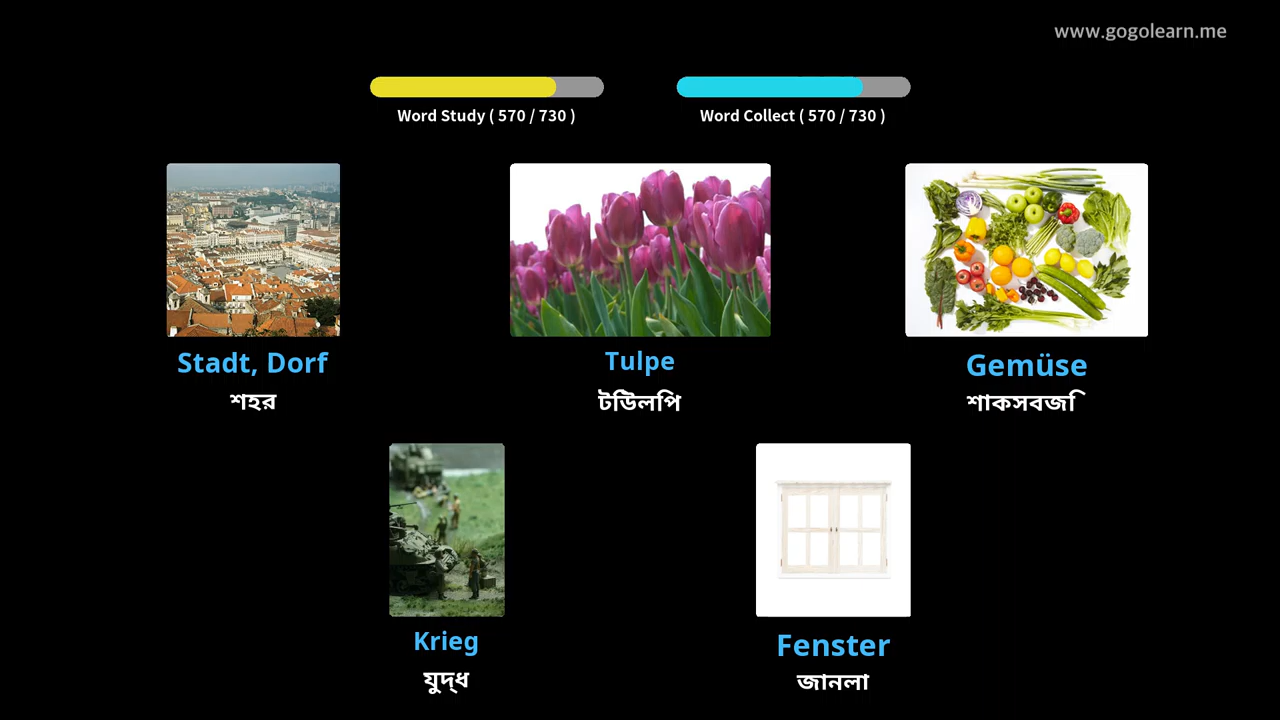 www.gogolearn.me
Word Study ( 570 / 730 )
Word Collect ( 570 / 730 )
Stadt, Dorf
শহর
Tulpe
টিউলিপ
Gemüse
শাকসবজি
Krieg
যুদ্ধ
Fenster
জানলা